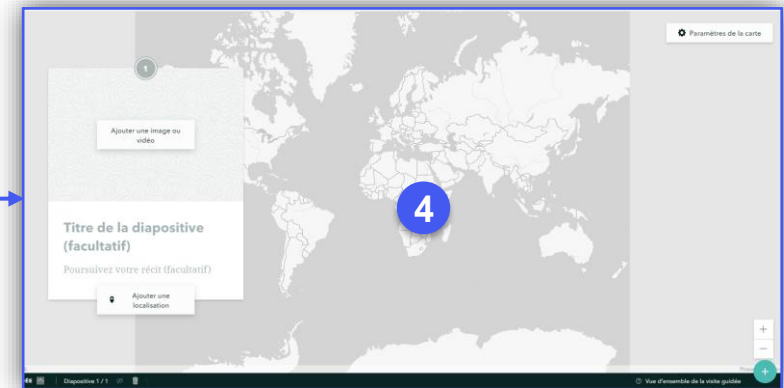 Paramètres de la carte
1
Ajouter une image ou
vidéo
4
Titre de la diapositive
(facultatif)
Poursuivez votre récit (facultatif)
Ajouter une
localisation
+
−
+
Diapositive 1 / 1
Vue d'ensemble de la visite guidée